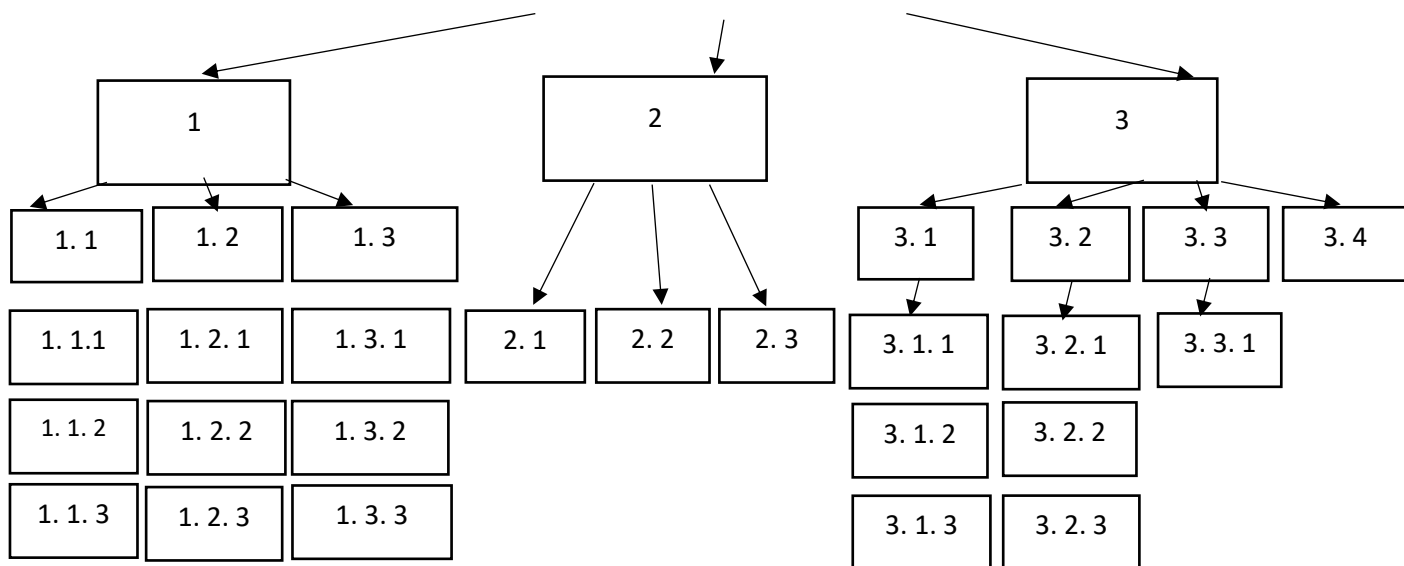 1
2
3
1. 1
1. 2
1. 3
3. 1
3. 2
3. 3
3. 4
1. 1.1
1. 2. 1
1. 3. 1
2. 1
2. 2
2. 3
3. 1. 1
3. 2. 1
3. 3. 1
1. 1. 2
1. 2. 2
1. 3. 2
3. 1. 2
3. 2. 2
1. 1. 3
1. 2. 3
1. 3. 3
3. 1. 3
3. 2. 3